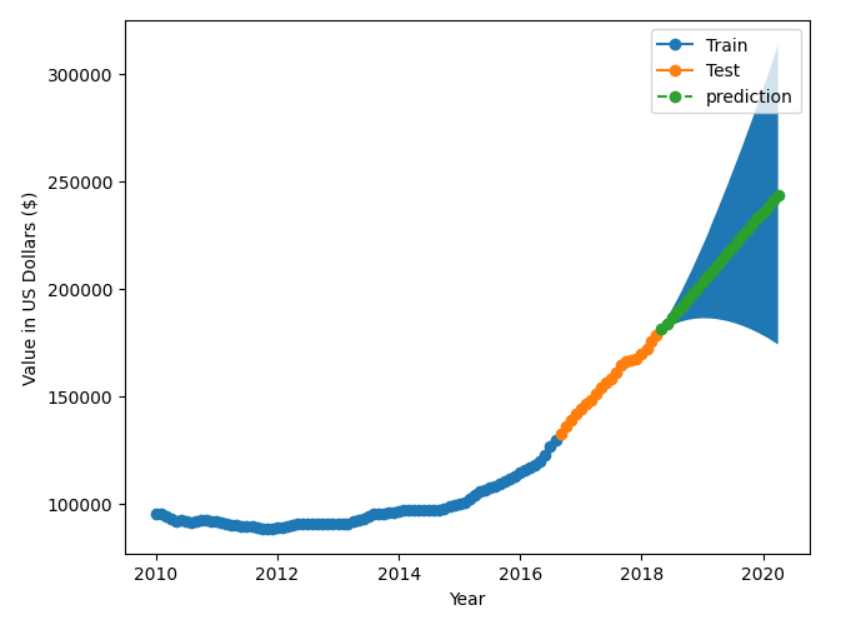 Train
Test
prediction
300000
250000
200000
150000
100000
Value in US Dollars ($)
2010 2012 2014 2016 2018 2020
Year